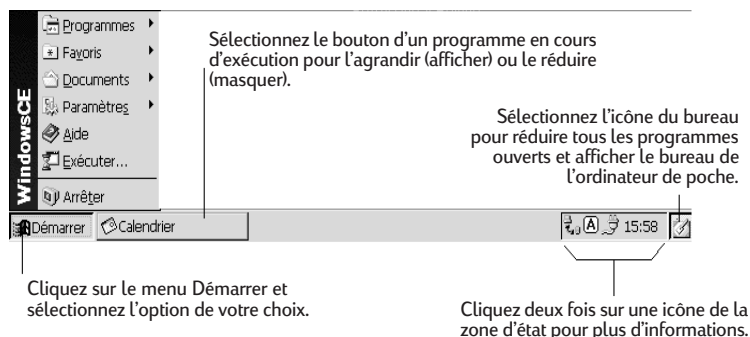 Programmes
Favoris
Documents
Paramètres
Aide
Exécuter...
Arrêter
WindowsCE
Sélectionnez le bouton d'un programme en cours
d'exécution pour l'agrandir (afficher) ou le réduire
(masquer).
Sélectionnez l'icône du bureau
pour réduire tous les programmes
ouverts et afficher le bureau de
l'ordinateur de poche.
Démarrer Calendrier A 15:58
Cliquez sur le menu Démarrer et
sélectionnez l'option de votre choix.
Cliquez deux fois sur une icône de la
zone d'état pour plus d'informations.